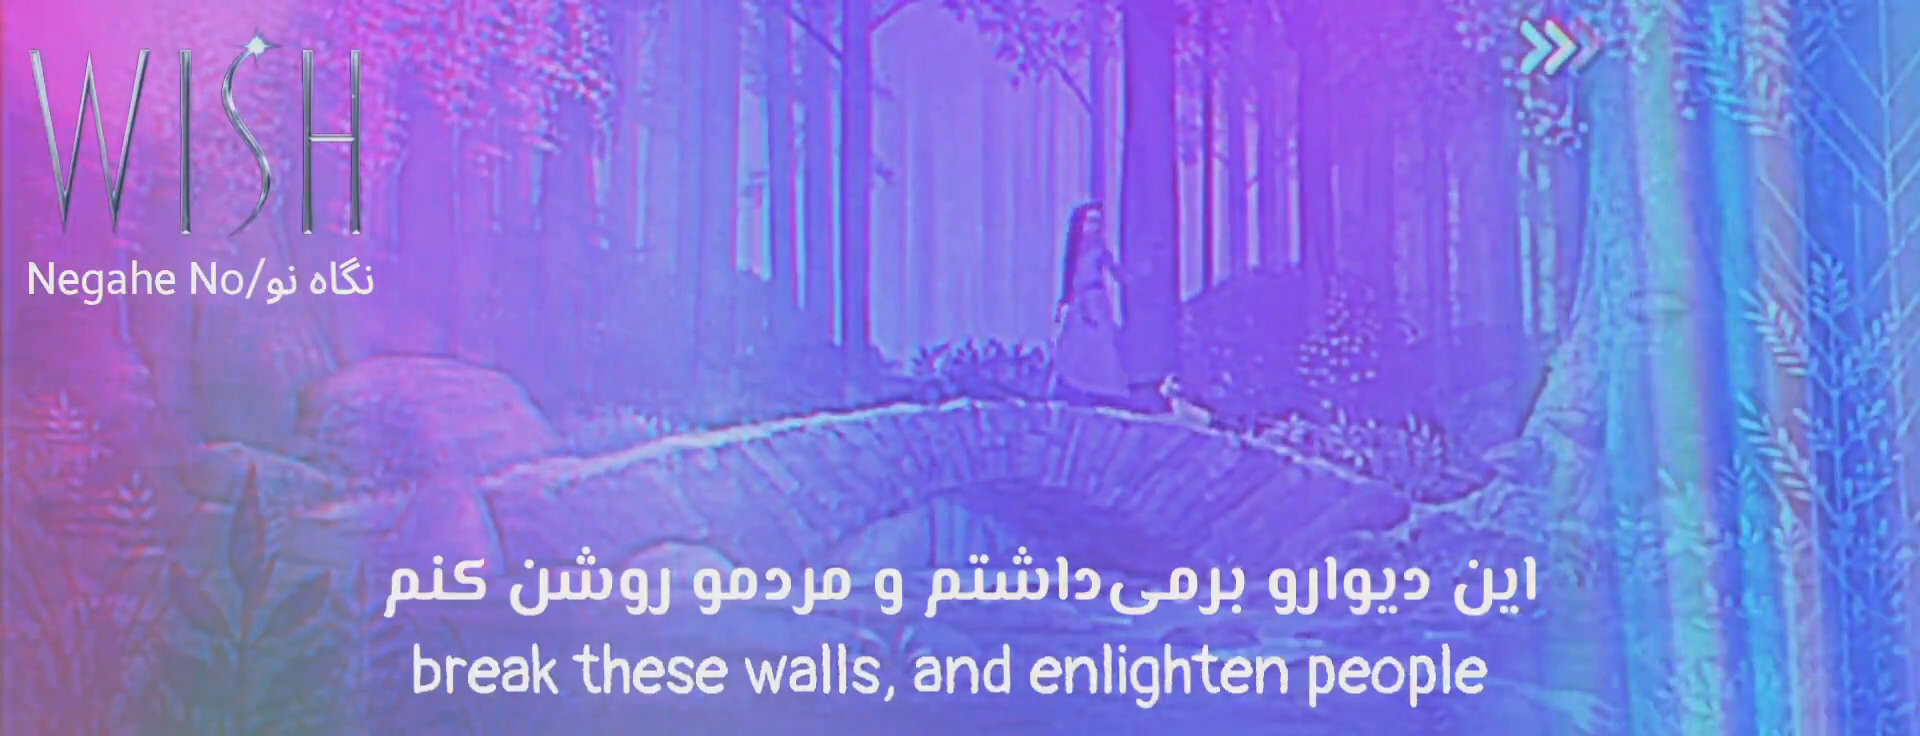 WISH
Negahe No/نگاه نو
این دیوارو برمی‌داشتم و مردمو روشن کنم
break these walls, and enlighten people